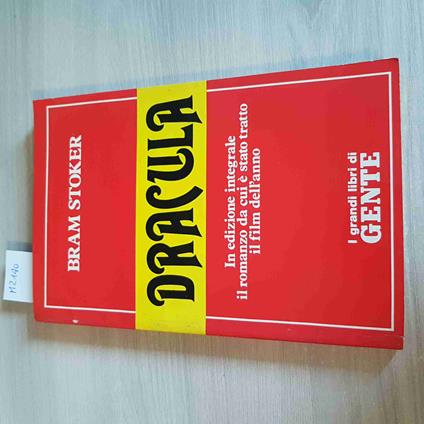 BRAM STOKER
DRACULA
In edizione integrale
il romanzo da cui è stato tratto
il film dell'anno
I grandi libri di
GENTE
M2140